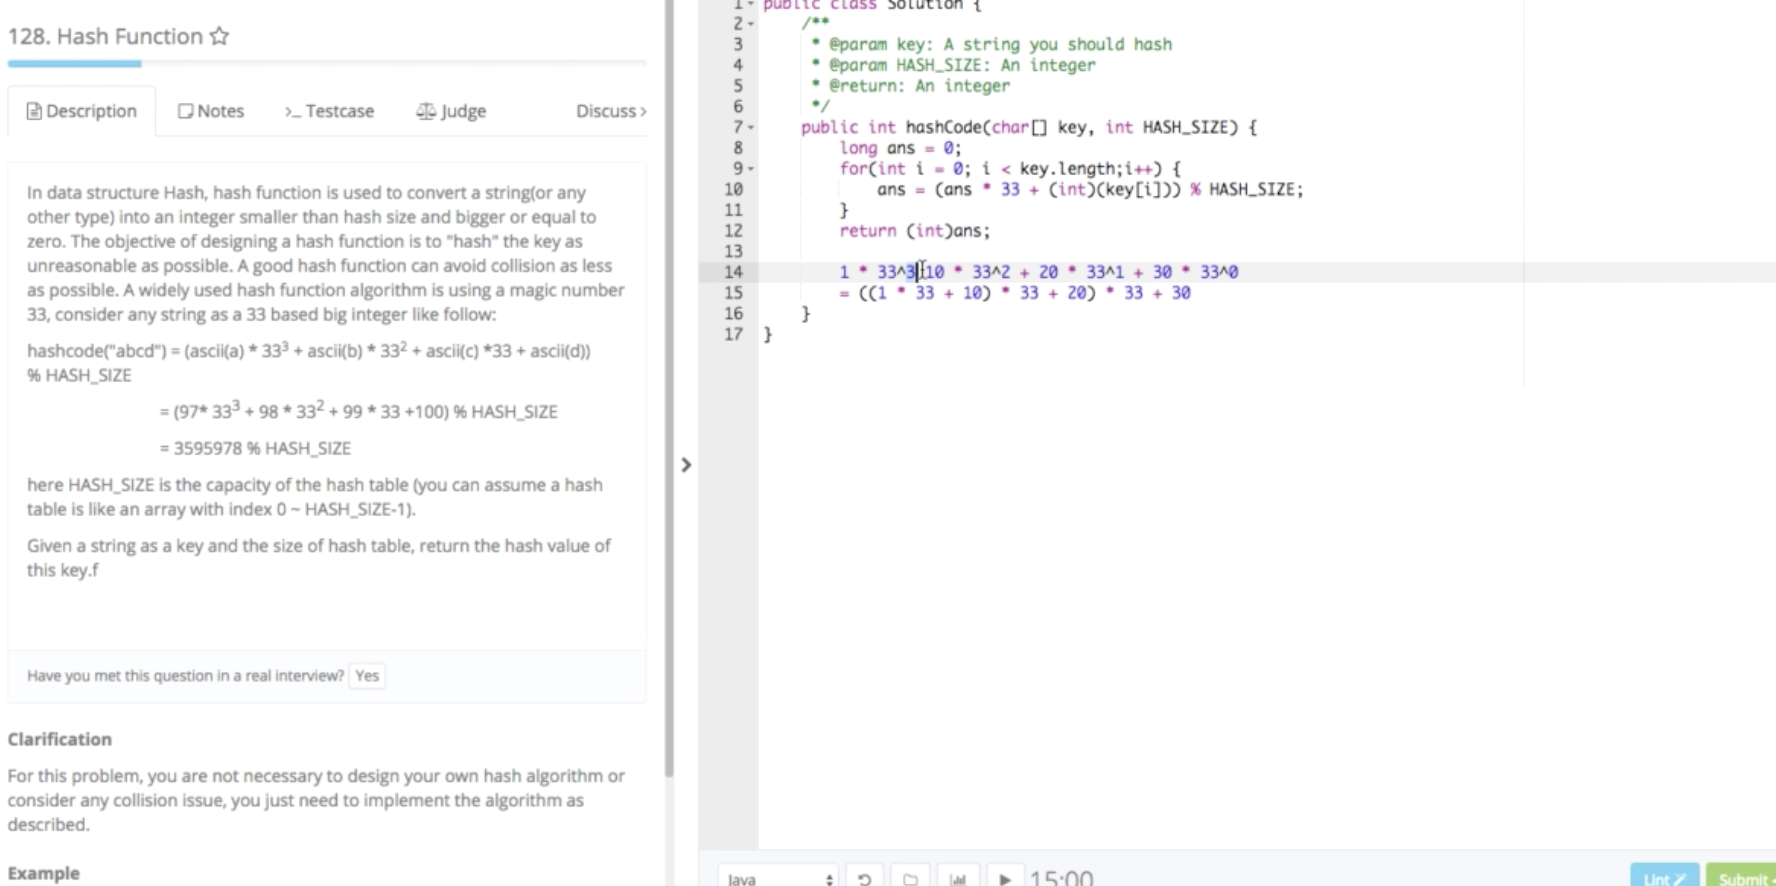 128. Hash Function
Description
Notes
>_ Testcase
Judge
Discuss >
In data structure Hash, hash function is used to convert a string(or any
other type) into an integer smaller than hash size and bigger or equal to
zero. The objective of designing a hash function is to "hash" the key as
unreasonable as possible. A good hash function can avoid collision as less
as possible. A widely used hash function algorithm is using a magic number
33, consider any string as a 33 based big integer like follow:
hashcode("abcd") = (ascii(a) * 33³ + ascii(b) * 33² + ascii(c) *33 + ascii(d))
% HASH_SIZE
= (97* 33³ + 98 * 33² + 99 * 33 +100) % HASH_SIZE
= 3595978 % HASH_SIZE
here HASH_SIZE is the capacity of the hash table (you can assume a hash
table is like an array with index 0 ~ HASH_SIZE-1).
Given a string as a key and the size of hash table, return the hash value of
this key.f
Have you met this question in a real interview? Yes
Clarification
For this problem, you are not necessary to design your own hash algorithm or
consider any collision issue, you just need to implement the algorithm as
described.
Example
1 public class Solution {
2 /**
3 * @param key: A string you should hash
4 * @param HASH_SIZE: An integer
5 * @return: An integer
6 */
7 public int hashCode(char[] key, int HASH_SIZE) {
8 long ans = 0;
9 for(int i = 0; i < key.length;i++) {
10 ans = (ans * 33 + (int)(key[i])) % HASH_SIZE;
11 }
12 return (int)ans;
13
14 1 * 33^3 10 * 33^2 + 20 * 33^1 + 30 * 33^0
15 = ((1 * 33 + 10) * 33 + 20) * 33 + 30
16 }
17 }
Java
15:00
Lint
Submit